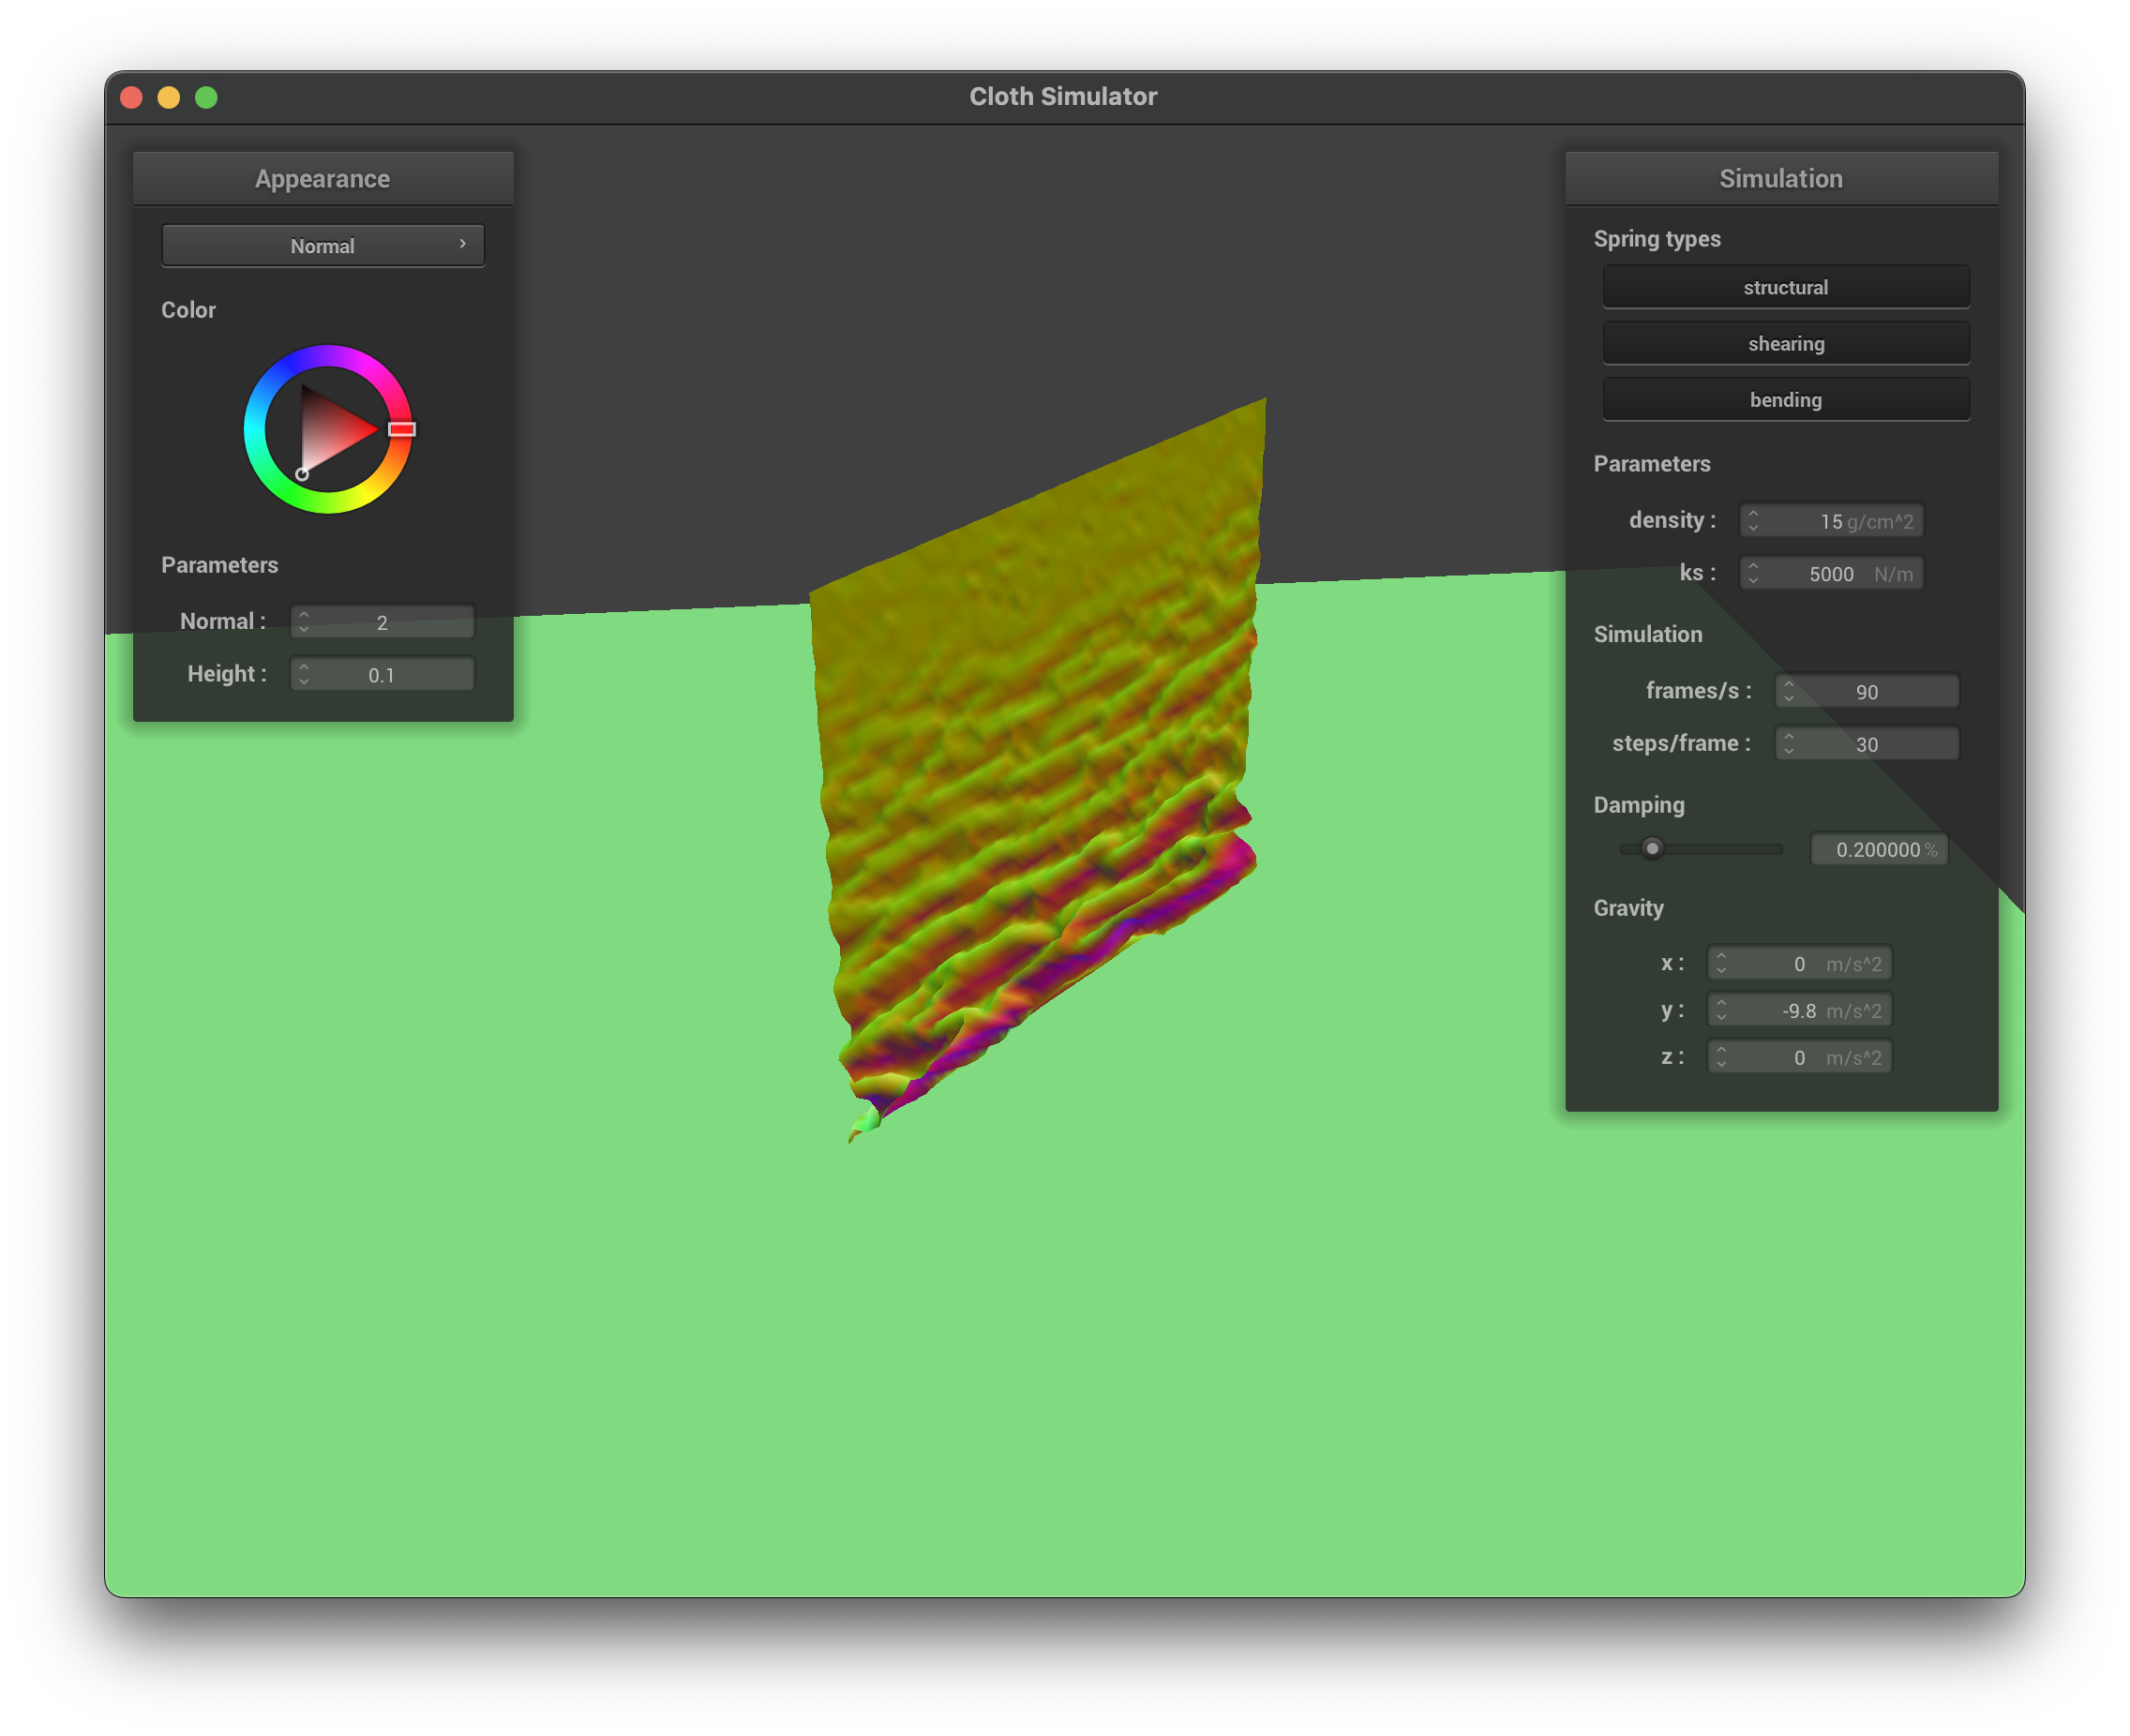 Cloth Simulator
Appearance
Normal
Color
Parameters
Normal : 2
Height : 0.1
Simulation
Spring types
structural
shearing
bending
Parameters
density : 15 g/cm^2
ks : 5000 N/m
Simulation
frames/s : 90
steps/frame : 30
Damping
0.200000 %
Gravity
x : 0 m/s^2
y : -9.8 m/s^2
z : 0 m/s^2